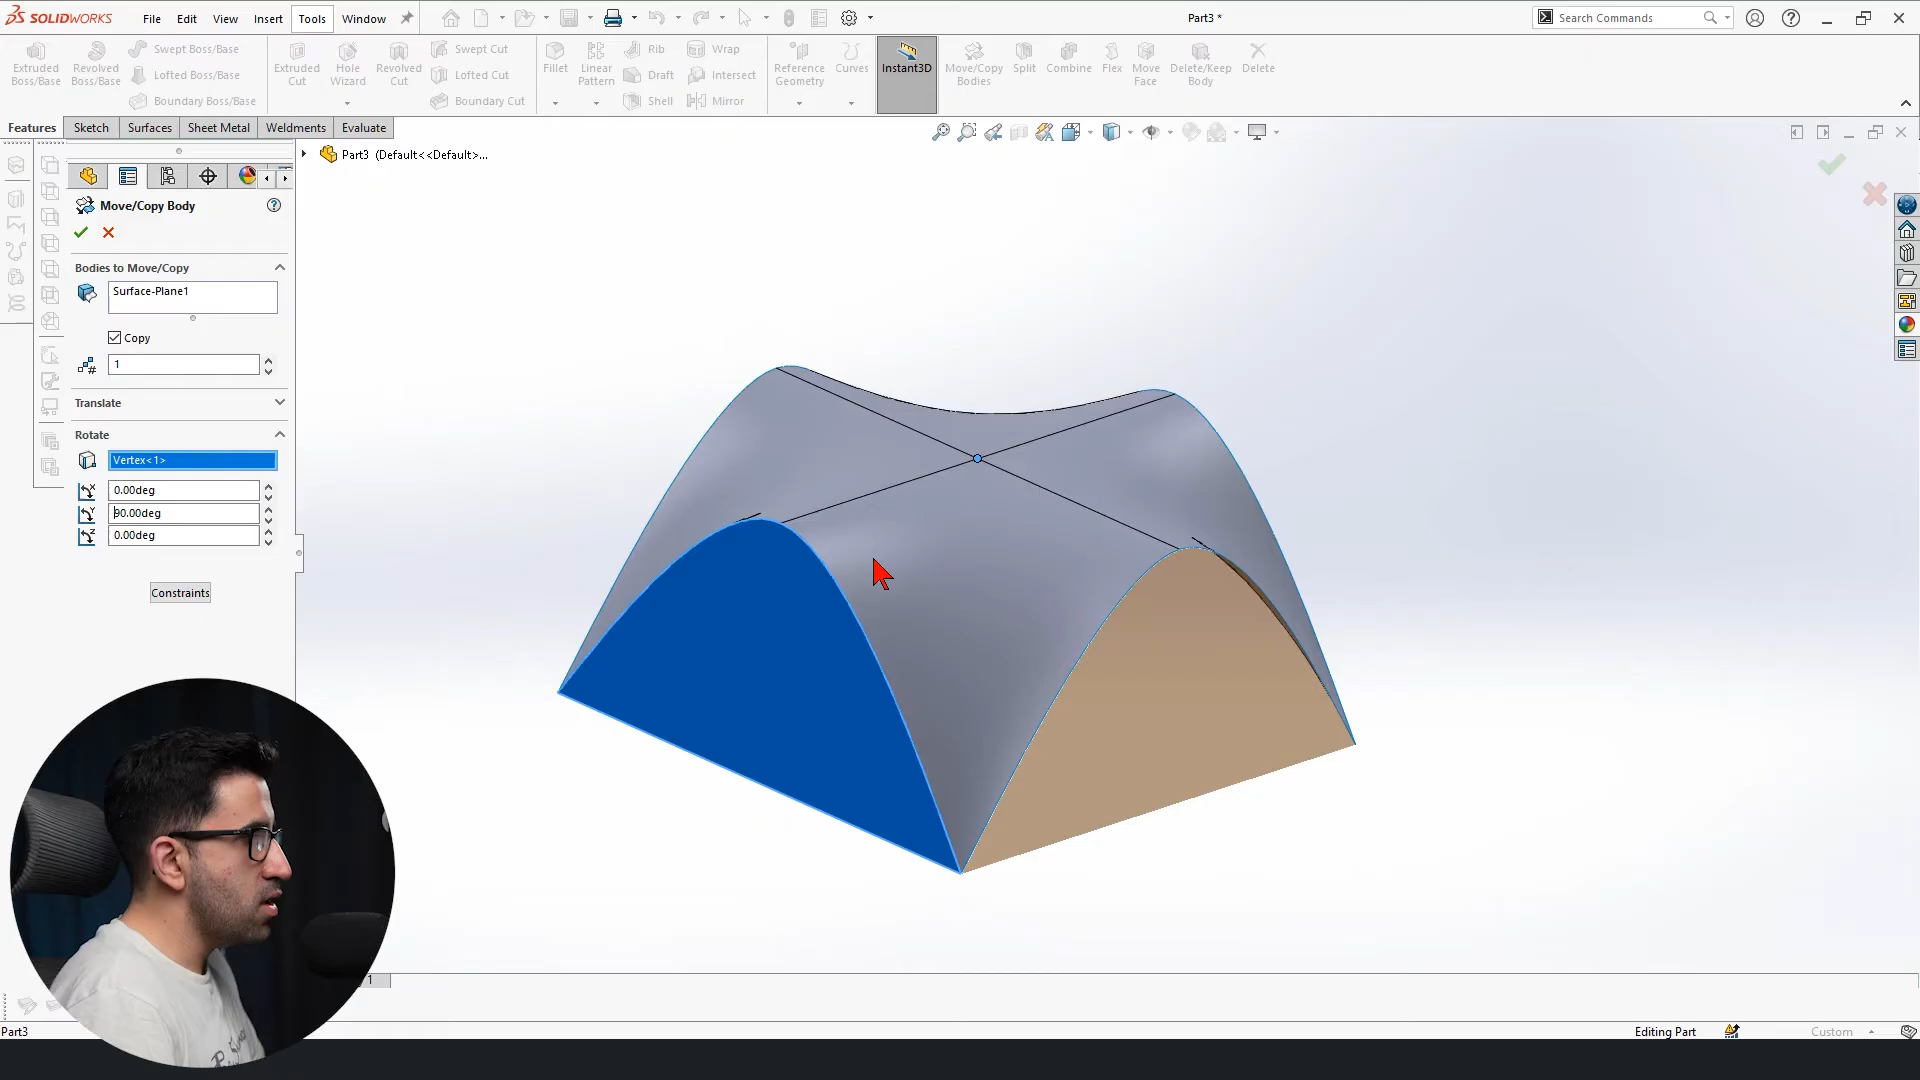 SOLIDWORKS File Edit View Insert Tools Window Part3 * Search Commands
Extruded Boss/Base
Revolved Boss/Base
Swept Boss/Base
Lofted Boss/Base
Boundary Boss/Base
Extruded Cut
Hole Wizard
Revolved Cut
Swept Cut
Lofted Cut
Boundary Cut
Fillet
Linear Pattern
Rib
Draft
Shell
Wrap
Intersect
Mirror
Reference Geometry
Curves
Instant3D
Move/Copy Bodies
Split
Combine
Flex
Move Face
Delete/Keep Body
Delete
Features Sketch Surfaces Sheet Metal Weldments Evaluate
Part3 (Default<<Default>...
Move/Copy Body
Bodies to Move/Copy
Surface-Plane1
Copy
1
Translate
Rotate
Vertex<1>
0.00deg
90.00deg
0.00deg
Constraints
1
Part3 Editing Part Custom